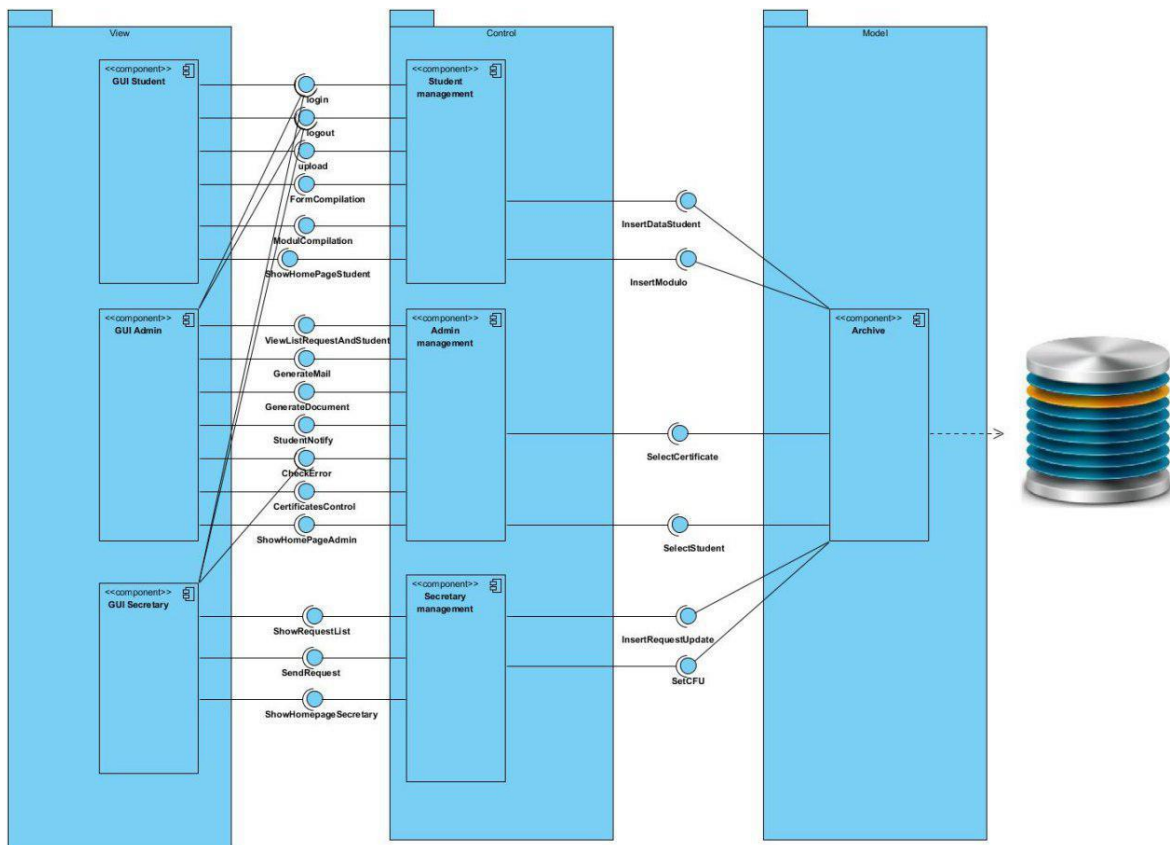 View
Control
Model
<<component>>
GUI Student
<<component>>
Student
management
login
logout
upload
FormCompilation
ModulCompilation
ShowHomePageStudent
InsertDataStudent
InsertModulo
<<component>>
GUI Admin
<<component>>
Admin
management
<<component>>
Archive
ViewListRequestAndStudent
GenerateMail
GenerateDocument
StudentNotify
CheckError
CertificatesControl
ShowHomePageAdmin
SelectCertificate
SelectStudent
<<component>>
GUI Secretary
<<component>>
Secretary
management
ShowRequestList
SendRequest
ShowHomepageSecretary
InsertRequestUpdate
SetCFU